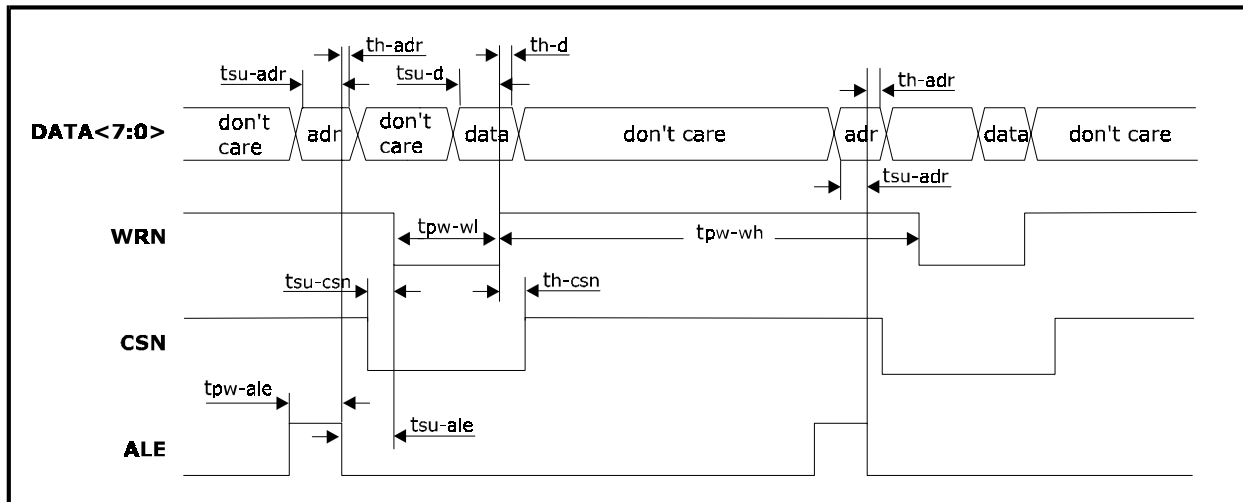 th-adr
th-d
tsu-adr
tsu-d
th-adr
DATA<7:0>
don't
care
adr
don't
care
data
don't care
adr
data
don't care
tsu-adr
WRN
tpw-wl
tpw-wh
tsu-csn
th-csn
CSN
tpw-ale
tsu-ale
ALE